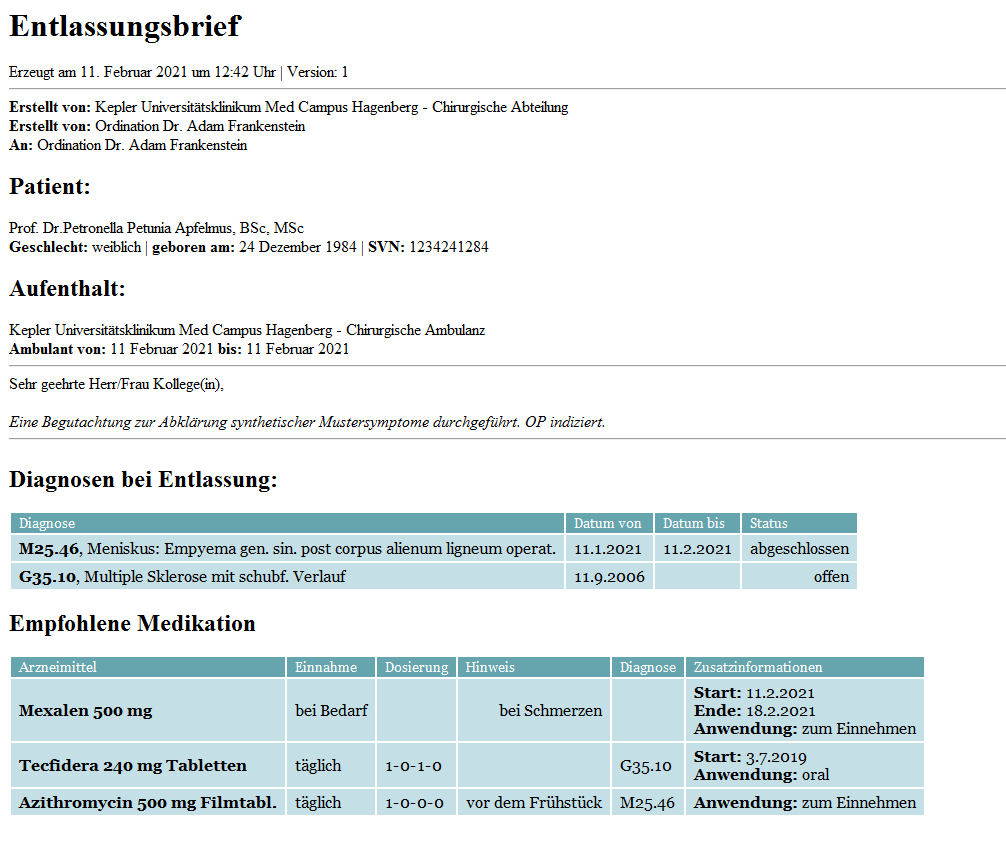 Entlassungsbrief
Erzeugt am 11. Februar 2021 um 12:42 Uhr | Version: 1
Erstellt von: Kepler Universitätsklinikum Med Campus Hagenberg - Chirurgische Abteilung
Erstellt von: Ordination Dr. Adam Frankenstein
An: Ordination Dr. Adam Frankenstein
Patient:
Prof. Dr.Petronella Petunia Apfelmus, BSc, MSc
Geschlecht: weiblich | geboren am: 24 Dezember 1984 | SVN: 1234241284
Aufenthalt:
Kepler Universitätsklinikum Med Campus Hagenberg - Chirurgische Ambulanz
Ambulant von: 11 Februar 2021 bis: 11 Februar 2021
Sehr geehrte Herr/Frau Kollege(in),
Eine Begutachtung zur Abklärung synthetischer Mustersymptome durchgeführt. OP indiziert.
Diagnosen bei Entlassung:
Diagnose Datum von Datum bis Status
M25.46, Meniskus: Empyema gen. sin. post corpus alienum ligneum operat. 11.1.2021 11.2.2021 abgeschlossen
G35.10, Multiple Sklerose mit schubf. Verlauf 11.9.2006 offen
Empfohlene Medikation
Arzneimittel Einnahme Dosierung Hinweis Diagnose Zusatzinformationen
Mexalen 500 mg bei Bedarf bei Schmerzen Start: 11.2.2021
Ende: 18.2.2021
Anwendung: zum Einnehmen
Tecfidera 240 mg Tabletten täglich 1-0-1-0 G35.10 Start: 3.7.2019
Anwendung: oral
Azithromycin 500 mg Filmtabl. täglich 1-0-0-0 vor dem Frühstück M25.46 Anwendung: zum Einnehmen